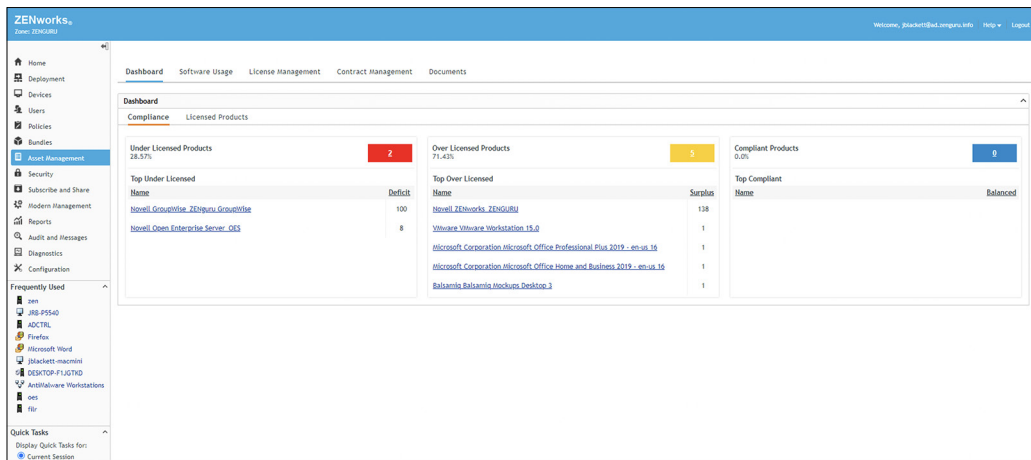 ZENworks®
Zone: ZENGURU
Welcome, jblackett@ad.zenguru.info Help Logout
Home
Deployment
Devices
Users
Policies
Bundles
Asset Management
Security
Subscribe and Share
Modern Management
Reports
Audit and Messages
Diagnostics
Configuration
Frequently Used
zen
JRB-P5540
ADCTRL
Firefox
Microsoft Word
jblackett-macmini
DESKTOP-F1JGTKD
AntiMalware Workstations
oes
filr
Quick Tasks
Display Quick Tasks for:
Current Session
Dashboard Software Usage License Management Contract Management Documents
Dashboard
Compliance Licensed Products
Under Licensed Products
28.57%
2
Top Under Licensed
Name Deficit
Novell GroupWise ZENguru GroupWise 100
Novell Open Enterprise Server OES 8
Over Licensed Products
71.43%
5
Top Over Licensed
Name Surplus
Novell ZENworks ZENGURU 138
VMware VMware Workstation 15.0 1
Microsoft Corporation Microsoft Office Professional Plus 2019 - en-us 16 1
Microsoft Corporation Microsoft Office Home and Business 2019 - en-us 16 1
Balsamiq Balsamiq Mockups Desktop 3 1
Compliant Products
0.0%
0
Top Compliant
Name Balanced